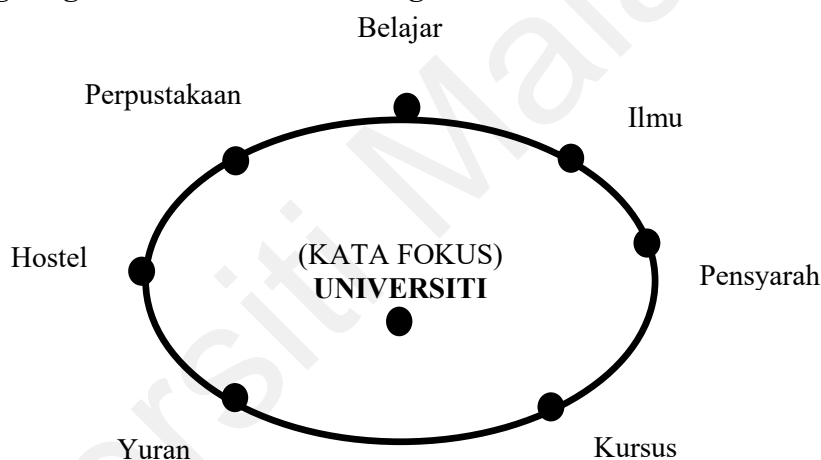 Belajar
Perpustakaan
Ilmu
Hostel
(KATA FOKUS)
UNIVERSITI
Pensyarah
Yuran
Kursus